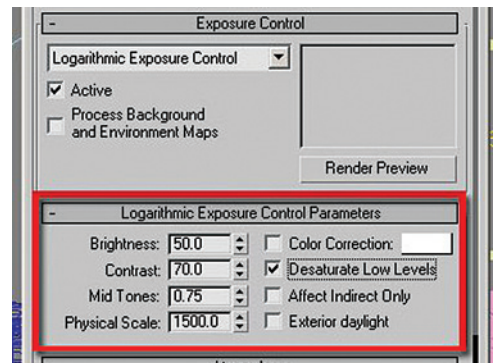 - Exposure Control
Logarithmic Exposure Control
Active
Process Background
and Environment Maps
Render Preview
- Logarithmic Exposure Control Parameters
Brightness: 50.0 Color Correction:
Contrast: 70.0 Desaturate Low Levels
Mid Tones: 0.75 Affect Indirect Only
Physical Scale: 1500.0 Exterior daylight